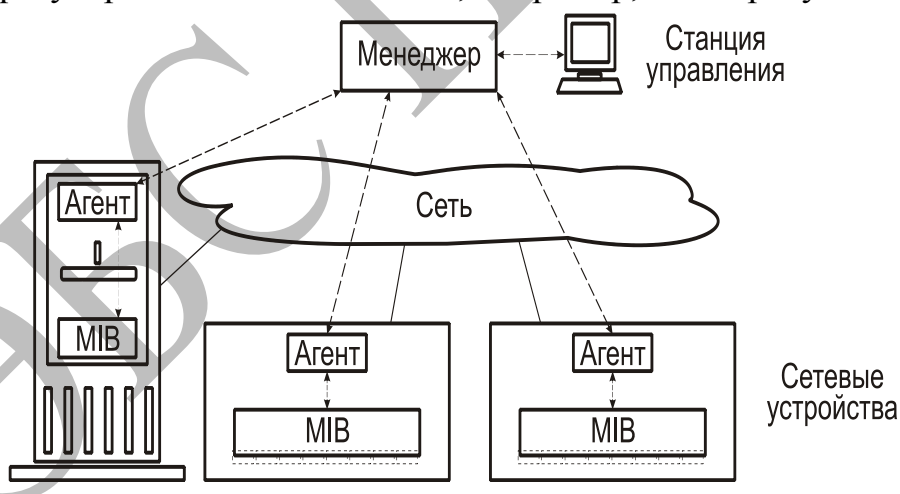 Менеджер
Станция
управления
Агент
Сеть
MIB
Агент
Агент
MIB
MIB
Сетевые
устройства